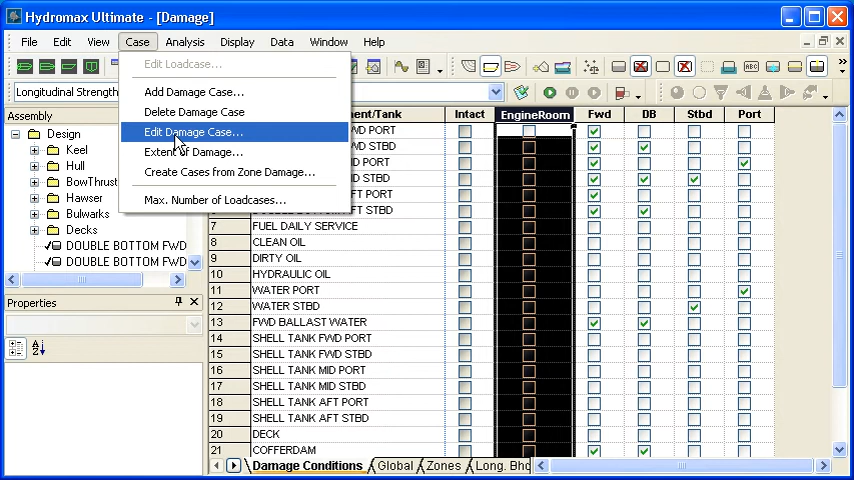 Hydromax Ultimate - [Damage]
File Edit View Case Analysis Display Data Window Help
Edit Loadcase...
Add Damage Case...
Delete Damage Case
Edit Damage Case...
Extent of Damage...
Create Cases from Zone Damage...
Max. Number of Loadcases...
Longitudinal Strength
Assembly
Design
Keel
Hull
BowThrust
Hawser
Bulwarks
Decks
DOUBLE BOTTOM FWD
DOUBLE BOTTOM FWD
Properties
ment/Tank Intact EngineRoom Fwd DB Stbd Port
WD PORT
WD STBD
ID PORT
ID STBD
FT PORT
FT STBD
7 FUEL DAILY SERVICE
8 CLEAN OIL
9 DIRTY OIL
10 HYDRAULIC OIL
11 WATER PORT
12 WATER STBD
13 FWD BALLAST WATER
14 SHELL TANK FWD PORT
15 SHELL TANK FWD STBD
16 SHELL TANK MID PORT
17 SHELL TANK MID STBD
18 SHELL TANK AFT PORT
19 SHELL TANK AFT STBD
20 DECK
21 COFFERDAM
Damage Conditions Global Zones Long. Bhd